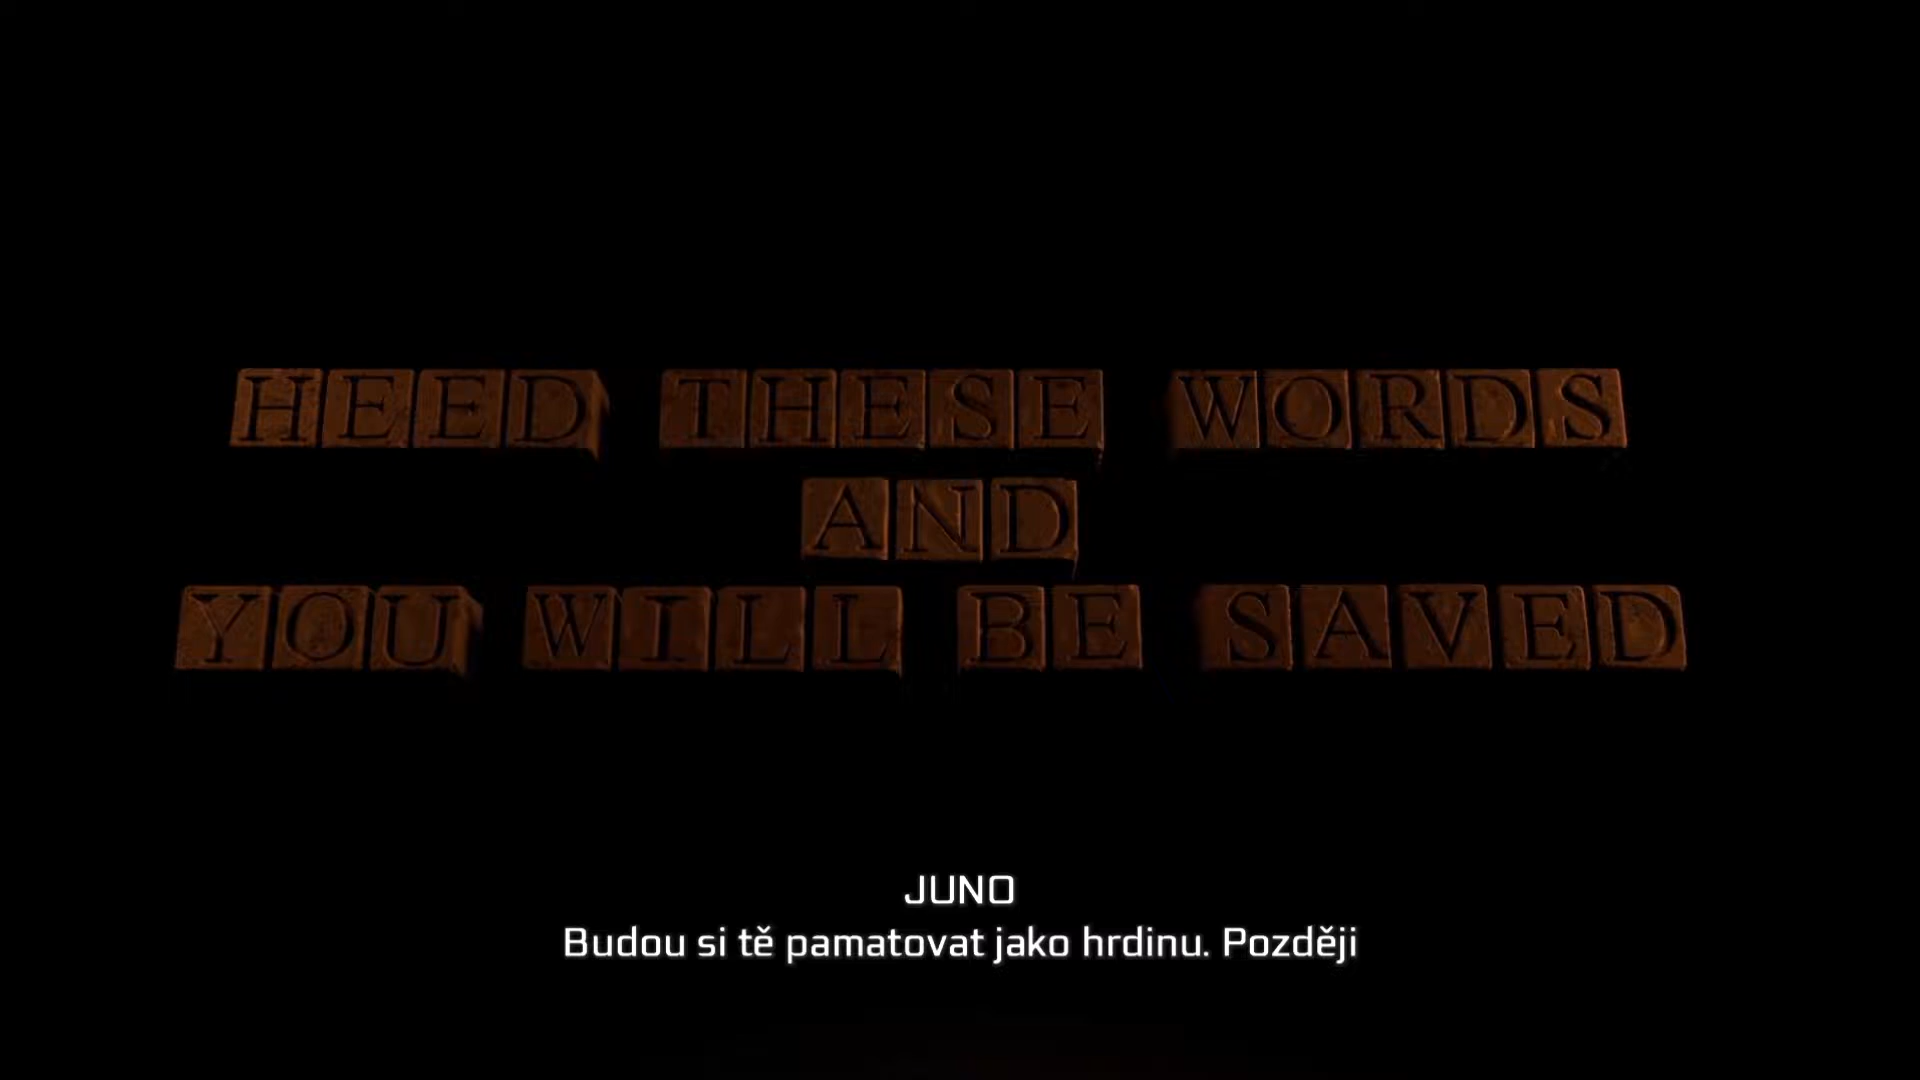 HEED THESE WORDS
AND
YOU WILL BE SAVED
JUNO
Budou si tě pamatovat jako hrdinu. Později